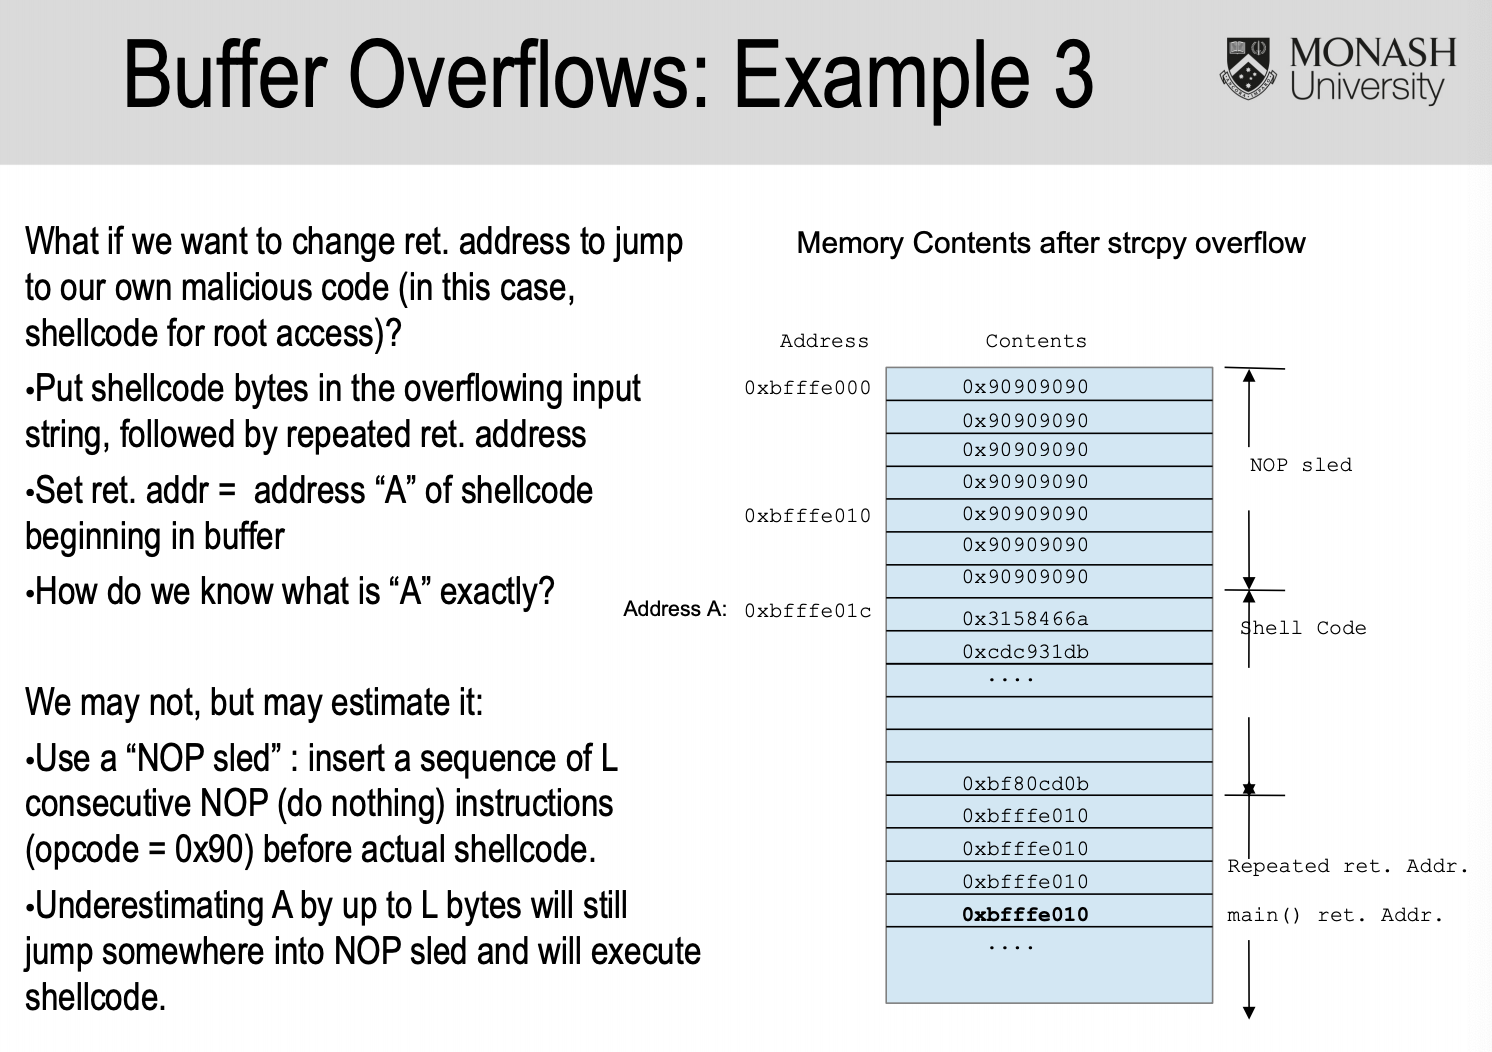 Buffer Overflows: Example 3
MONASH
University
What if we want to change ret. address to jump
to our own malicious code (in this case,
shellcode for root access)?
•Put shellcode bytes in the overflowing input
string, followed by repeated ret. address
•Set ret. addr = address “A” of shellcode
beginning in buffer
•How do we know what is “A” exactly?
We may not, but may estimate it:
•Use a “NOP sled” : insert a sequence of L
consecutive NOP (do nothing) instructions
(opcode = 0x90) before actual shellcode.
•Underestimating A by up to L bytes will still
jump somewhere into NOP sled and will execute
shellcode.
Memory Contents after strcpy overflow
Address Contents
0xbfffe000 0x90909090
0x90909090
0x90909090
NOP sled
0x90909090
0xbfffe010 0x90909090
0x90909090
0x90909090
Address A: 0xbfffe01c 0x3158466a
Shell Code
0xcdc931db
....
0xbf80cd0b
0xbfffe010
0xbfffe010
Repeated ret. Addr.
0xbfffe010
0xbfffe010 main() ret. Addr.
....